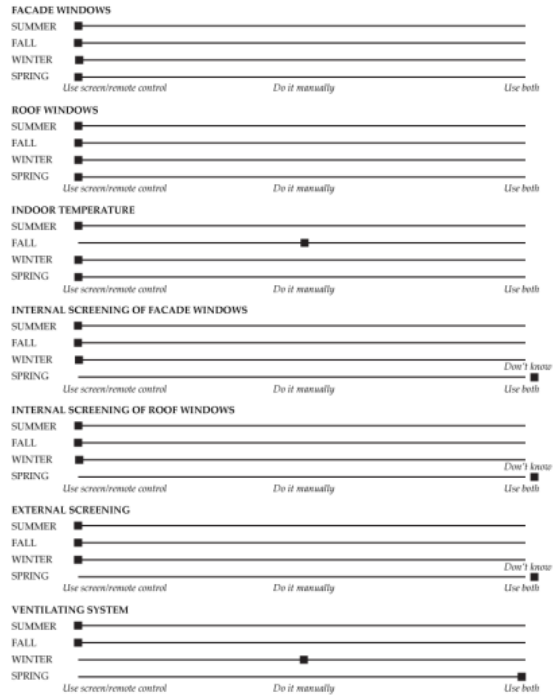 FACADE WINDOWS
SUMMER
FALL
WINTER
SPRING
Use screen/remote control Do it manually Use both
ROOF WINDOWS
SUMMER
FALL
WINTER
SPRING
Use screen/remote control Do it manually Use both
INDOOR TEMPERATURE
SUMMER
FALL
WINTER
SPRING
Use screen/remote control Do it manually Use both
INTERNAL SCREENING OF FACADE WINDOWS
SUMMER
FALL
WINTER
Don't know
SPRING
Use screen/remote control Do it manually Use both
INTERNAL SCREENING OF ROOF WINDOWS
SUMMER
FALL
WINTER
Don't know
SPRING
Use screen/remote control Do it manually Use both
EXTERNAL SCREENING
SUMMER
FALL
WINTER
Don't know
SPRING
Use screen/remote control Do it manually Use both
VENTILATING SYSTEM
SUMMER
FALL
WINTER
SPRING
Use screen/remote control Do it manually Use both